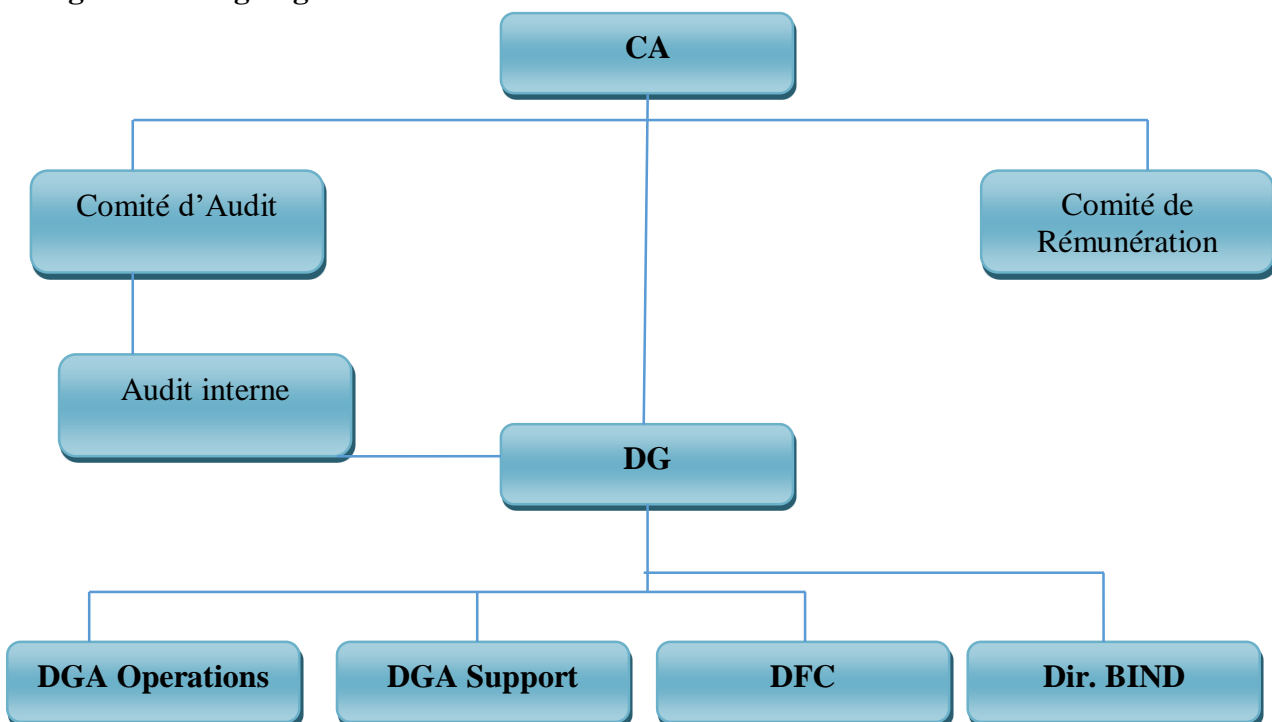 CA
Comité d’Audit
Comité de
Rémunération
Audit interne
DG
DGA Operations
DGA Support
DFC
Dir. BIND